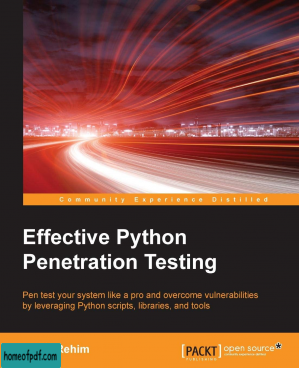 Community Experience Distilled
Effective Python
Penetration Testing
Pen test your system like a pro and overcome vulnerabilities
by leveraging Python scripts, libraries, and tools
Rehim
homeofpdf.com
PACKT
PUBLISHING
open source*